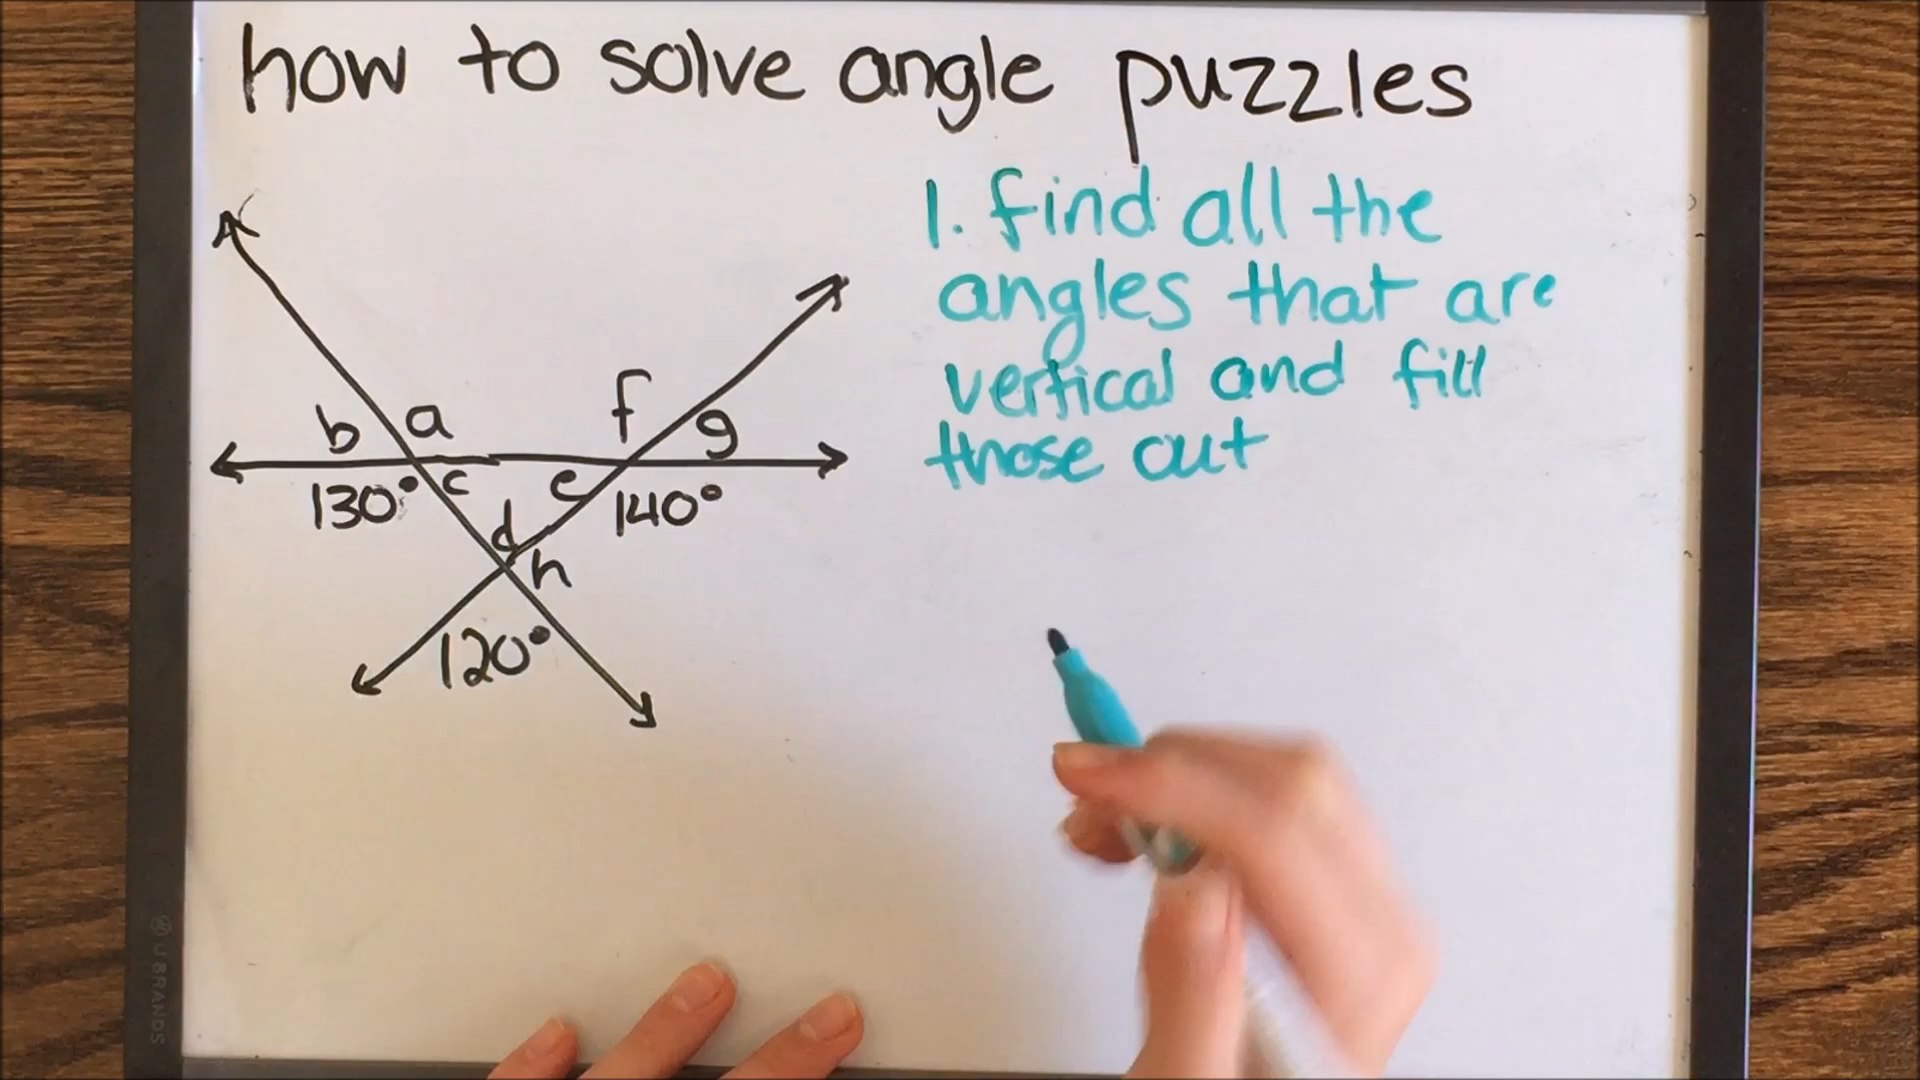 how to solve angle puzzles
1. find all the
angles that are
vertical and fill
those out
f
b a g
130° c e 140°
d
h
120°
U BRANDS